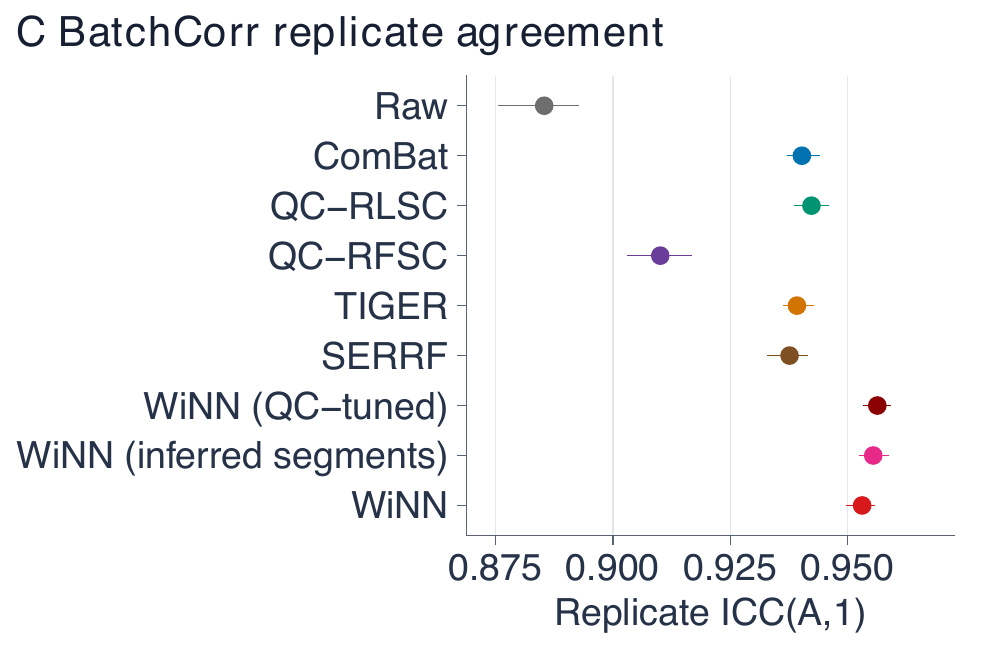 C BatchCorr replicate agreement
Raw
ComBat
QC−RLSC
QC−RFSC
TIGER
SERRF
WiNN (QC−tuned)
WiNN (inferred segments)
WiNN
0.875 0.900 0.925 0.950
Replicate ICC(A,1)